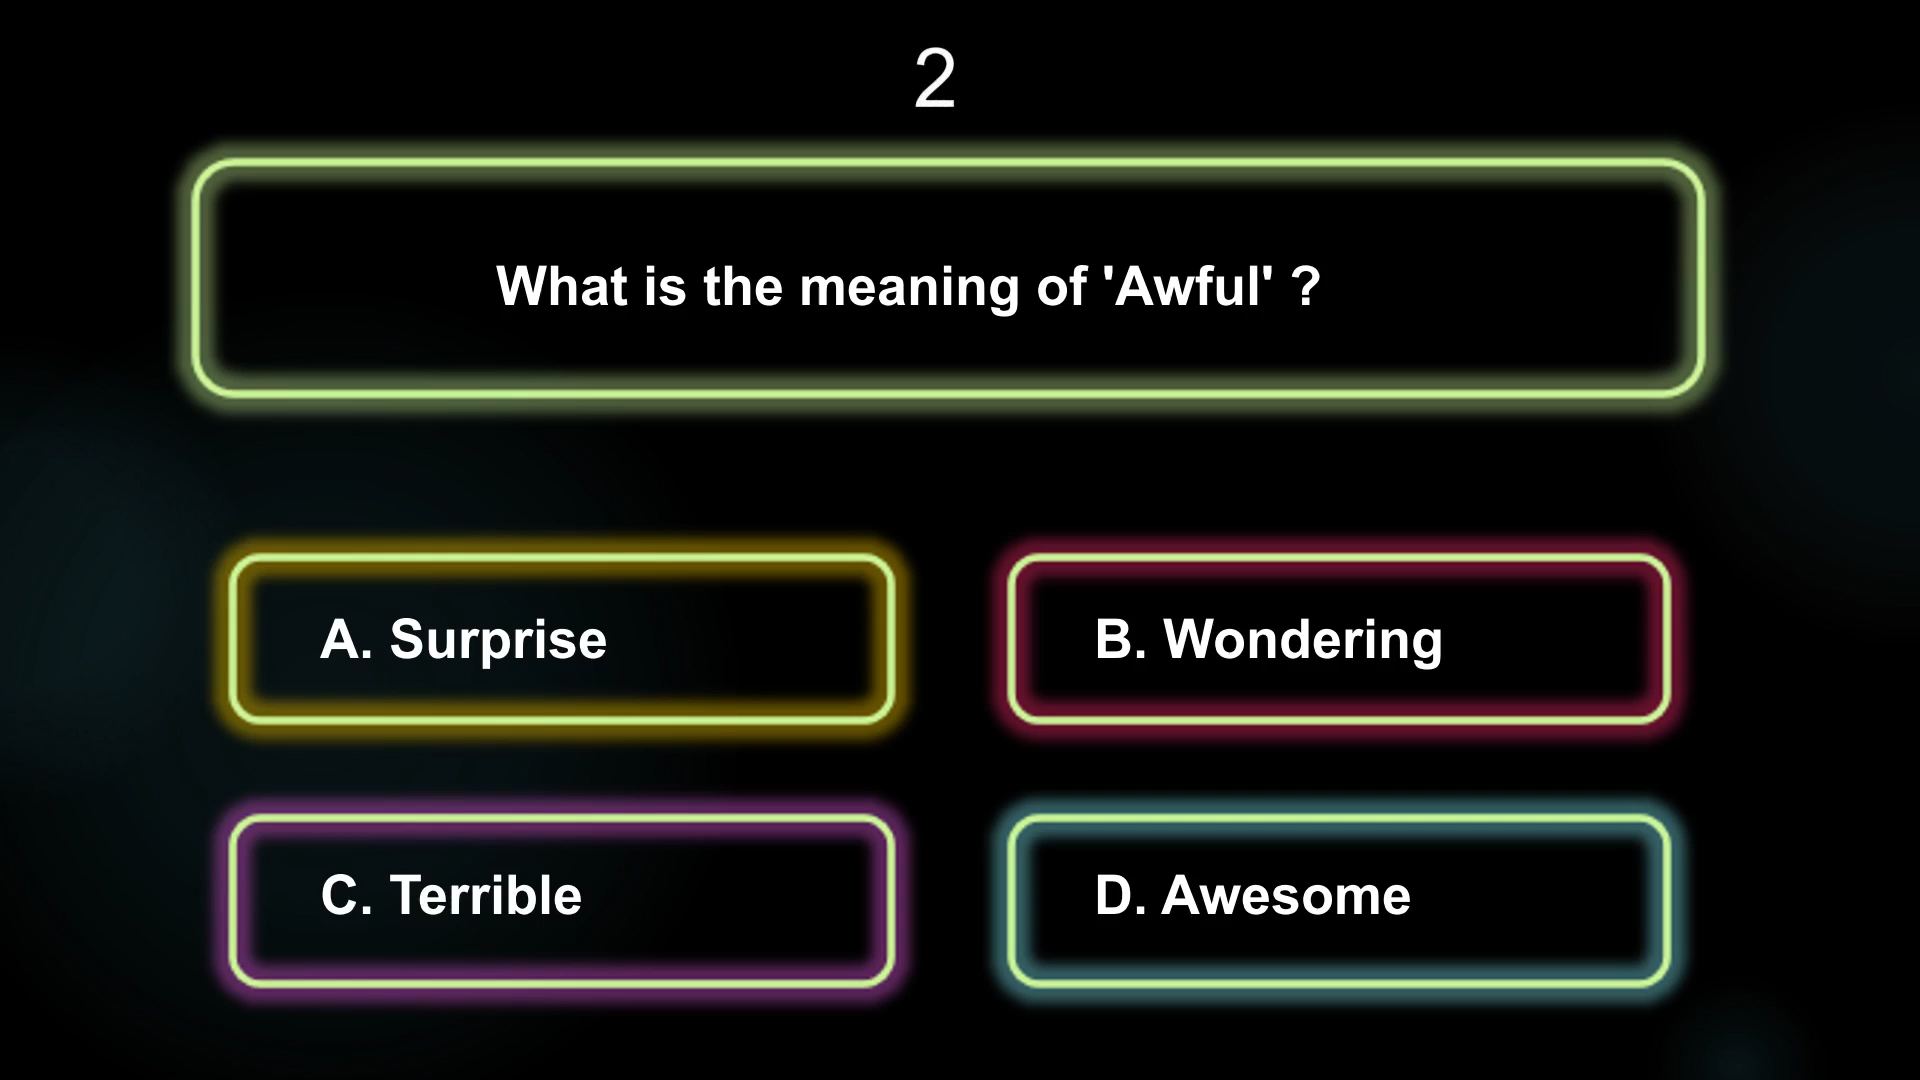 2
What is the meaning of 'Awful' ?
A. Surprise
B. Wondering
C. Terrible
D. Awesome